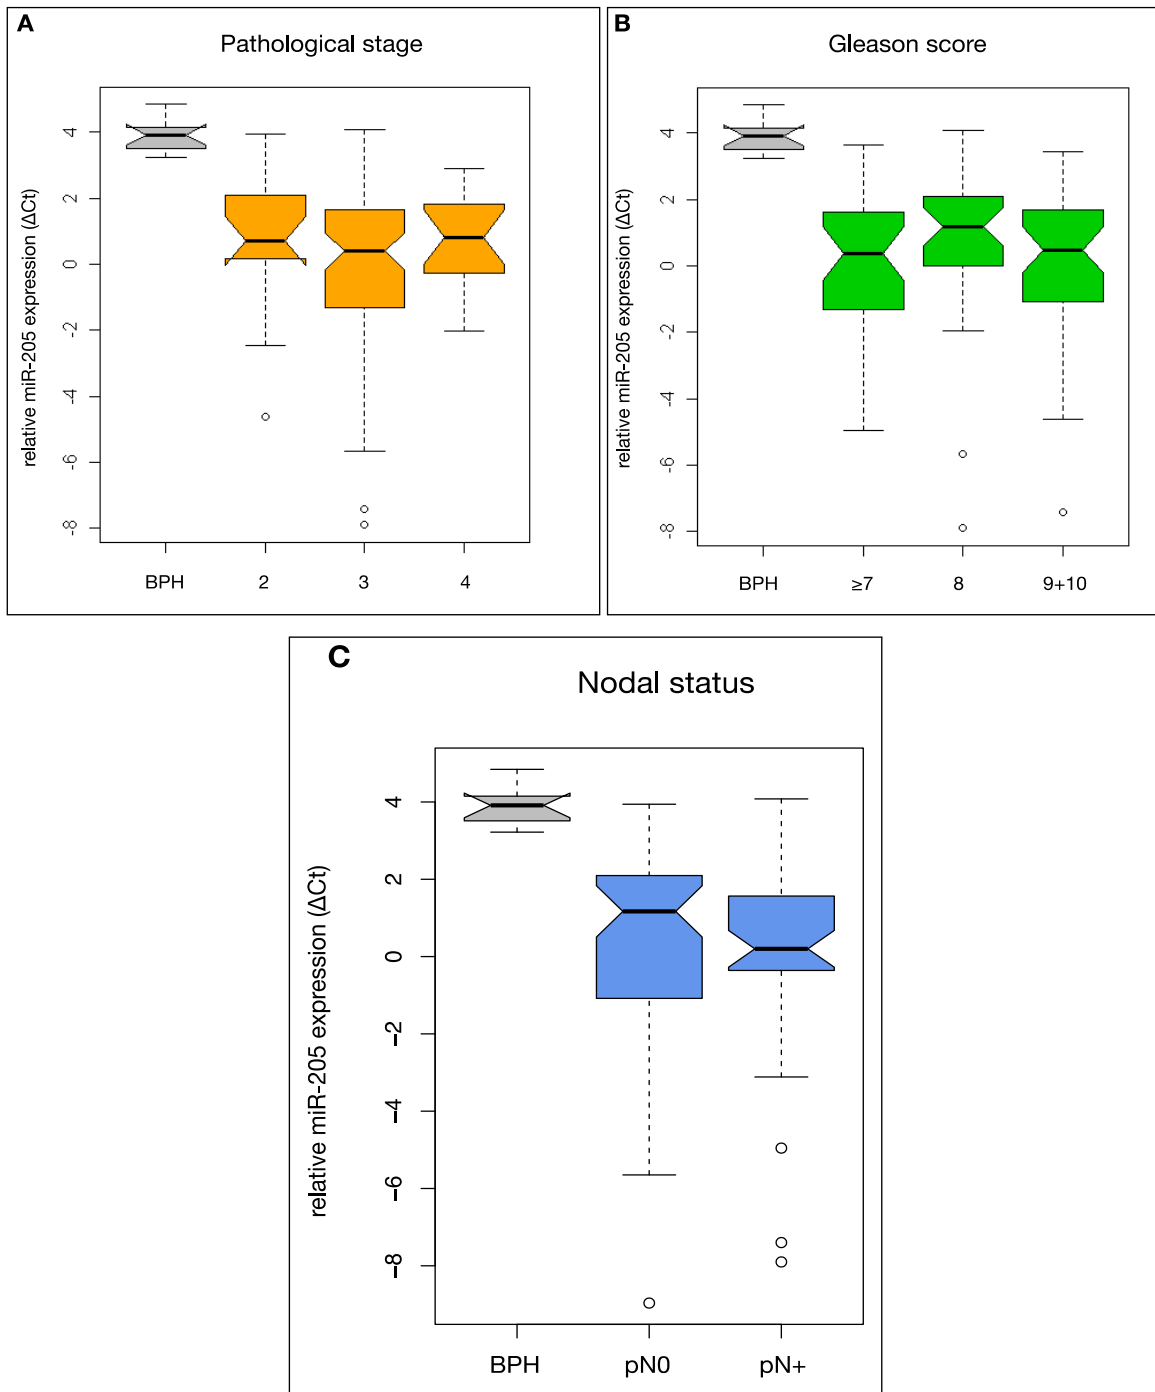 A
Pathological stage
relative miR-205 expression (ΔCt)
4
2
0
-2
-4
-6
-8
BPH
2
3
4
B
Gleason score
relative miR-205 expression (ΔCt)
4
2
0
-2
-4
-6
-8
BPH
≥7
8
9+10
C
Nodal status
relative miR-205 expression (ΔCt)
4
2
0
−2
−4
−6
−8
BPH
pN0
pN+